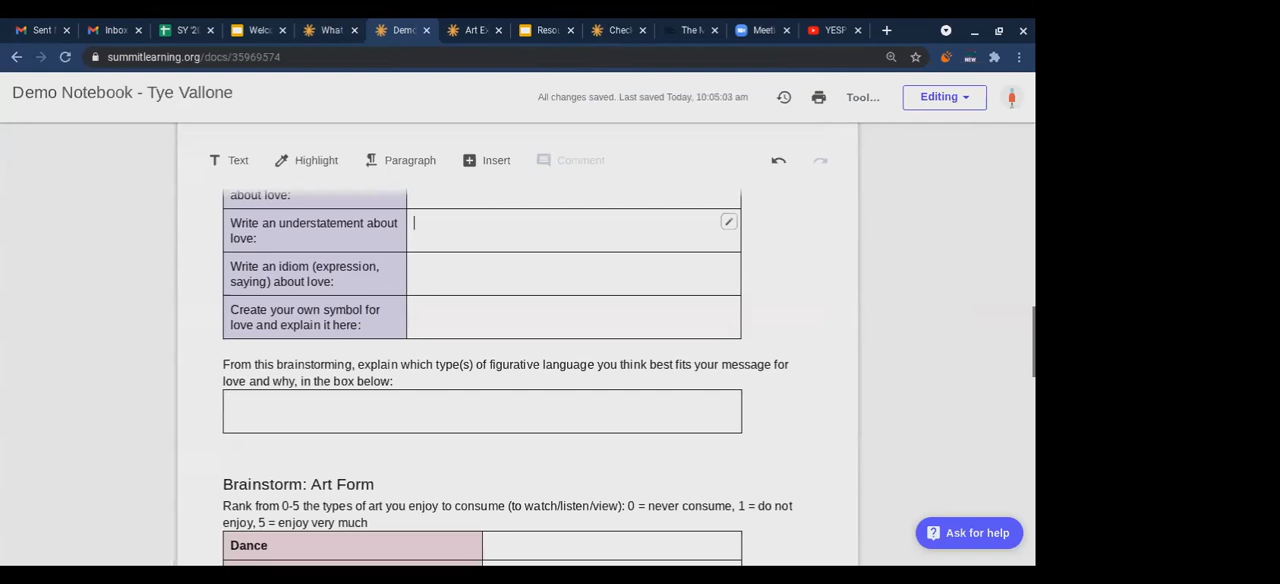 Sent
Inbox
SY '2
Welc
What
Demo
Art E
Reso
Chec
The M
Meeti
YESP
summitlearning.org/docs/35969574
NEW
Demo Notebook - Tye Vallone
All changes saved. Last saved Today, 10:05:03 am
Tool...
Editing
Text
Highlight
Paragraph
Insert
Comment
about love:
Write an understatement about
love:
Write an idiom (expression,
saying) about love:
Create your own symbol for
love and explain it here:
From this brainstorming, explain which type(s) of figurative language you think best fits your message for
love and why, in the box below:
Brainstorm: Art Form
Rank from 0-5 the types of art you enjoy to consume (to watch/listen/view): 0 = never consume, 1 = do not
enjoy, 5 = enjoy very much
Dance
Ask for help